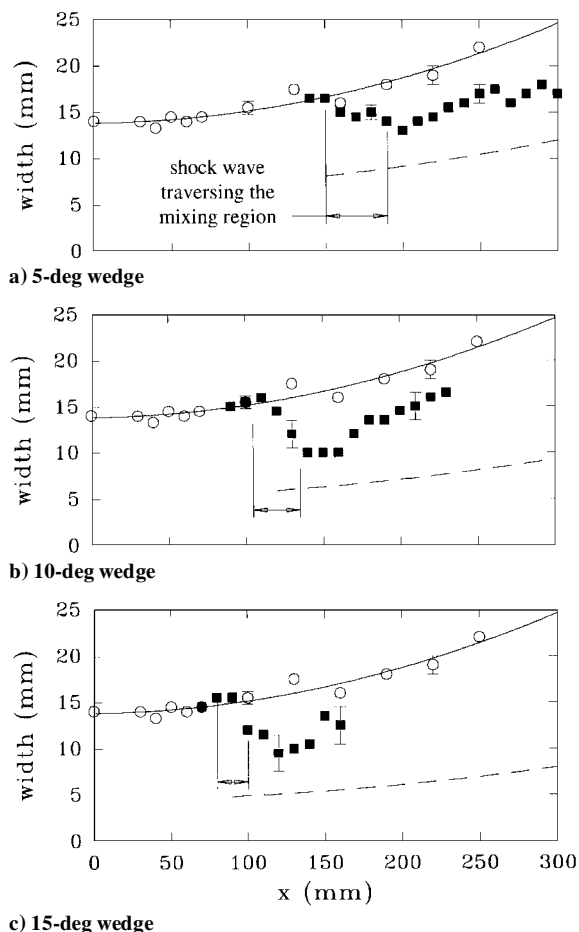 25
20
15
10
5
0
width (mm)
shock wave
traversing the
mixing region
a) 5-deg wedge
25
20
15
10
5
0
width (mm)
b) 10-deg wedge
25
20
15
10
5
0
width (mm)
0 50 100 150 200 250 300
x (mm)
c) 15-deg wedge